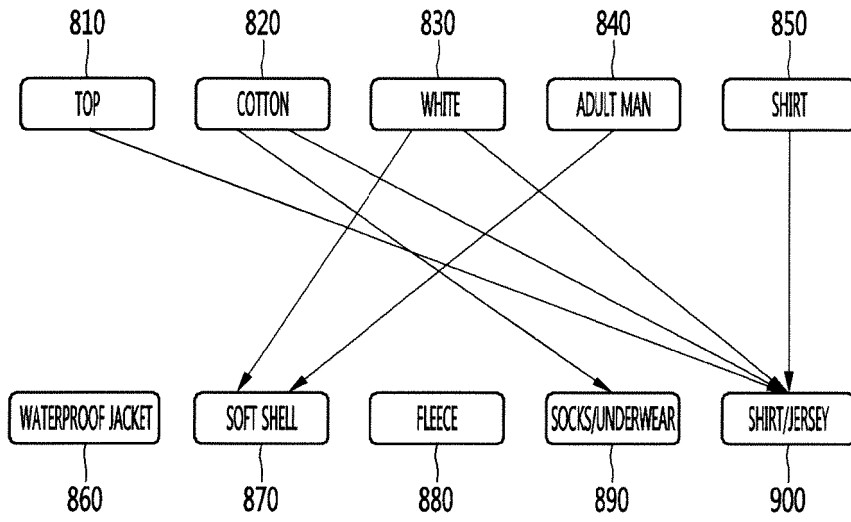 810 820 830 840 850
TOP COTTON WHITE ADULT MAN SHIRT
WATERPROOF JACKET SOFT SHELL FLEECE SOCKS/UNDERWEAR SHIRT/JERSEY
860 870 880 890 900